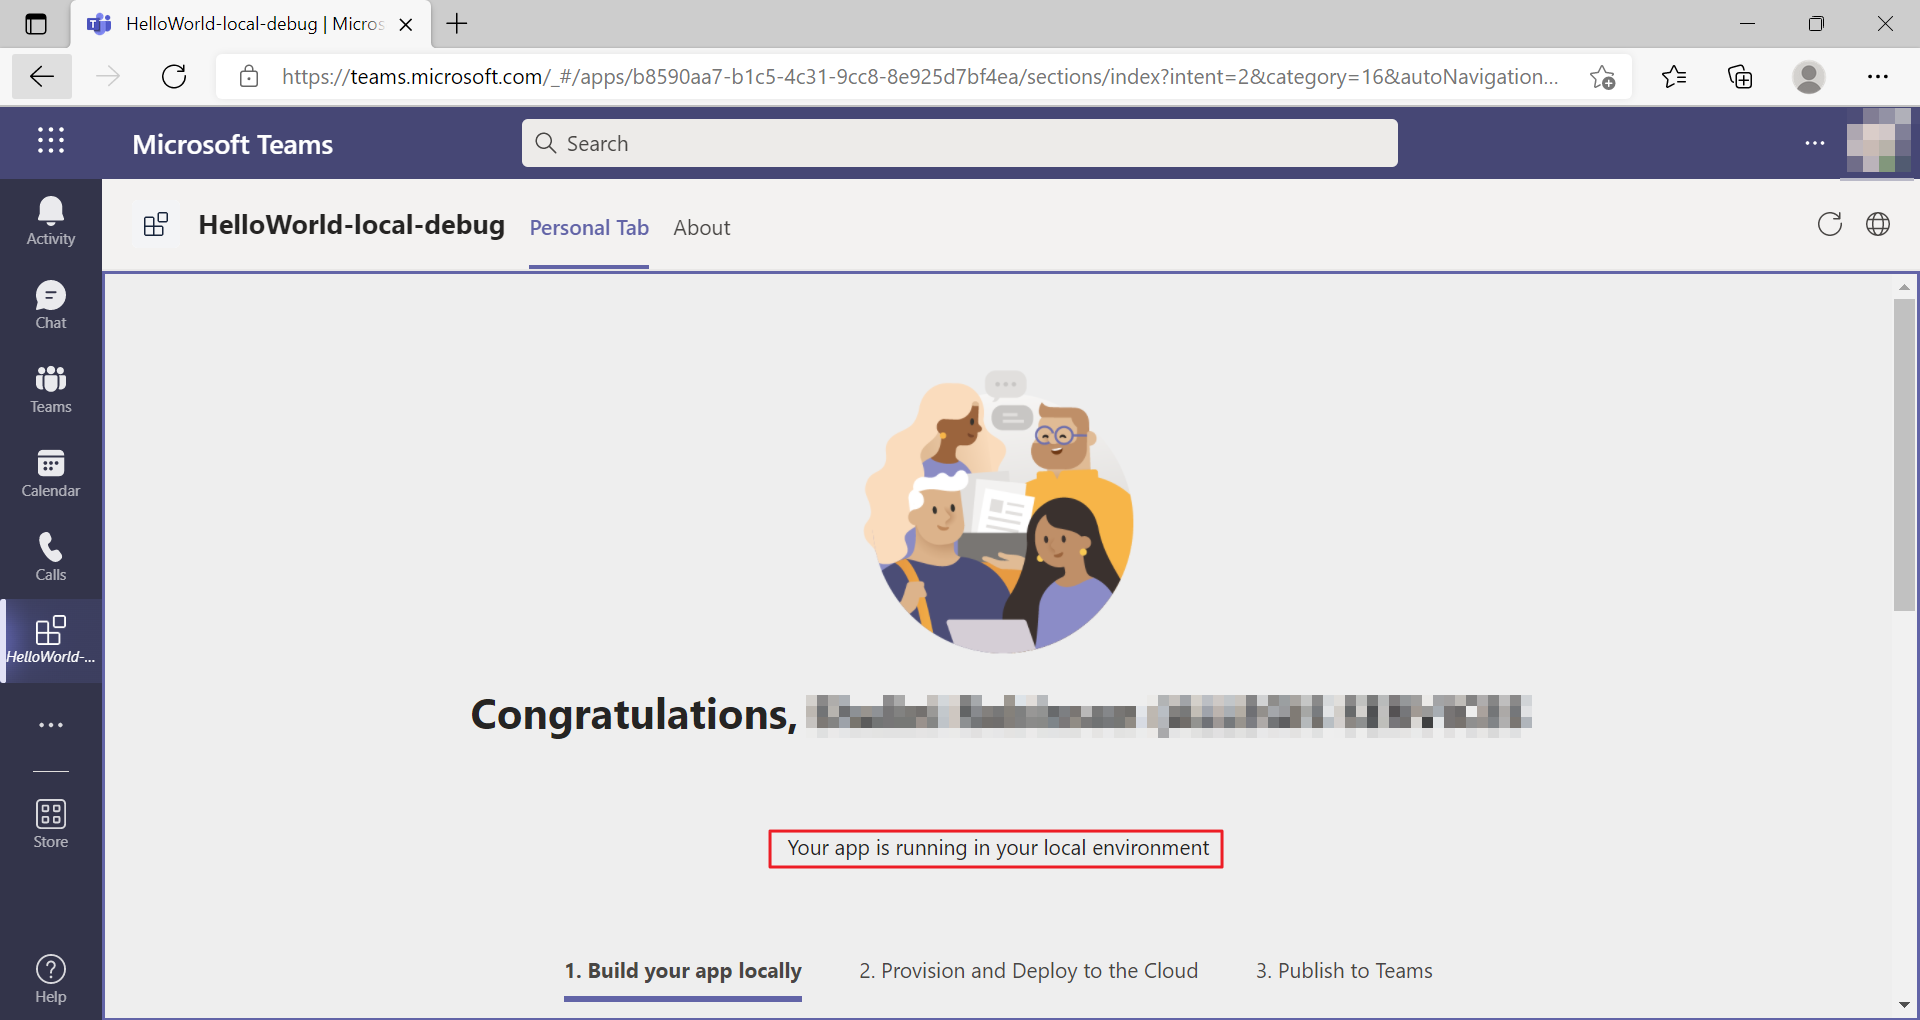 HelloWorld-local-debug | Micros
https://teams.microsoft.com/_#/apps/b8590aa7-b1c5-4c31-9cc8-8e925d7bf4ea/sections/index?intent=2&category=16&autoNavigation...
Microsoft Teams
Search
HelloWorld-local-debug
Personal Tab
About
Activity
Chat
Teams
Calendar
Calls
HelloWorld-...
Store
Help
Congratulations,
Your app is running in your local environment
1. Build your app locally
2. Provision and Deploy to the Cloud
3. Publish to Teams